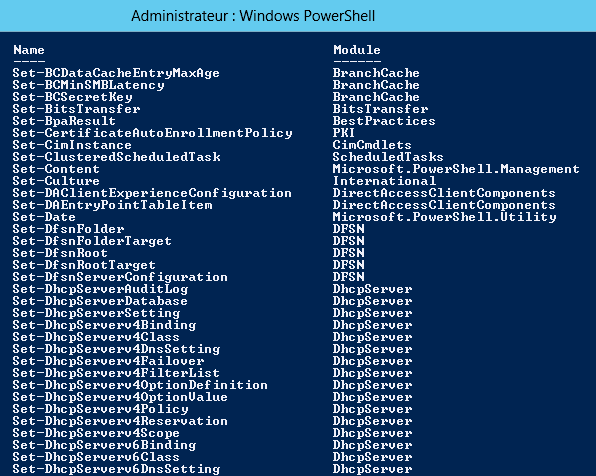 Administrateur : Windows PowerShell
Name Module
---- ------
Set-BCDataCacheEntryMaxAge BranchCache
Set-BCMinSMBLatency BranchCache
Set-BCSecretKey BranchCache
Set-BitsTransfer BitsTransfer
Set-BpaResult BestPractices
Set-CertificateAutoEnrollmentPolicy PKI
Set-CimInstance CimCmdlets
Set-ClusteredScheduledTask ScheduledTasks
Set-Content Microsoft.PowerShell.Management
Set-Culture International
Set-DAClientExperienceConfiguration DirectAccessClientComponents
Set-DAEntryPointTableItem DirectAccessClientComponents
Set-Date Microsoft.PowerShell.Utility
Set-DfsnFolder DFSN
Set-DfsnFolderTarget DFSN
Set-DfsnRoot DFSN
Set-DfsnRootTarget DFSN
Set-DfsnServerConfiguration DFSN
Set-DhcpServerAuditLog DhcpServer
Set-DhcpServerDatabase DhcpServer
Set-DhcpServerSetting DhcpServer
Set-DhcpServerv4Binding DhcpServer
Set-DhcpServerv4Class DhcpServer
Set-DhcpServerv4DnsSetting DhcpServer
Set-DhcpServerv4Failover DhcpServer
Set-DhcpServerv4FilterList DhcpServer
Set-DhcpServerv4OptionDefinition DhcpServer
Set-DhcpServerv4OptionValue DhcpServer
Set-DhcpServerv4Policy DhcpServer
Set-DhcpServerv4Reservation DhcpServer
Set-DhcpServerv4Scope DhcpServer
Set-DhcpServerv6Binding DhcpServer
Set-DhcpServerv6Class DhcpServer
Set-DhcpServerv6DnsSetting DhcpServer